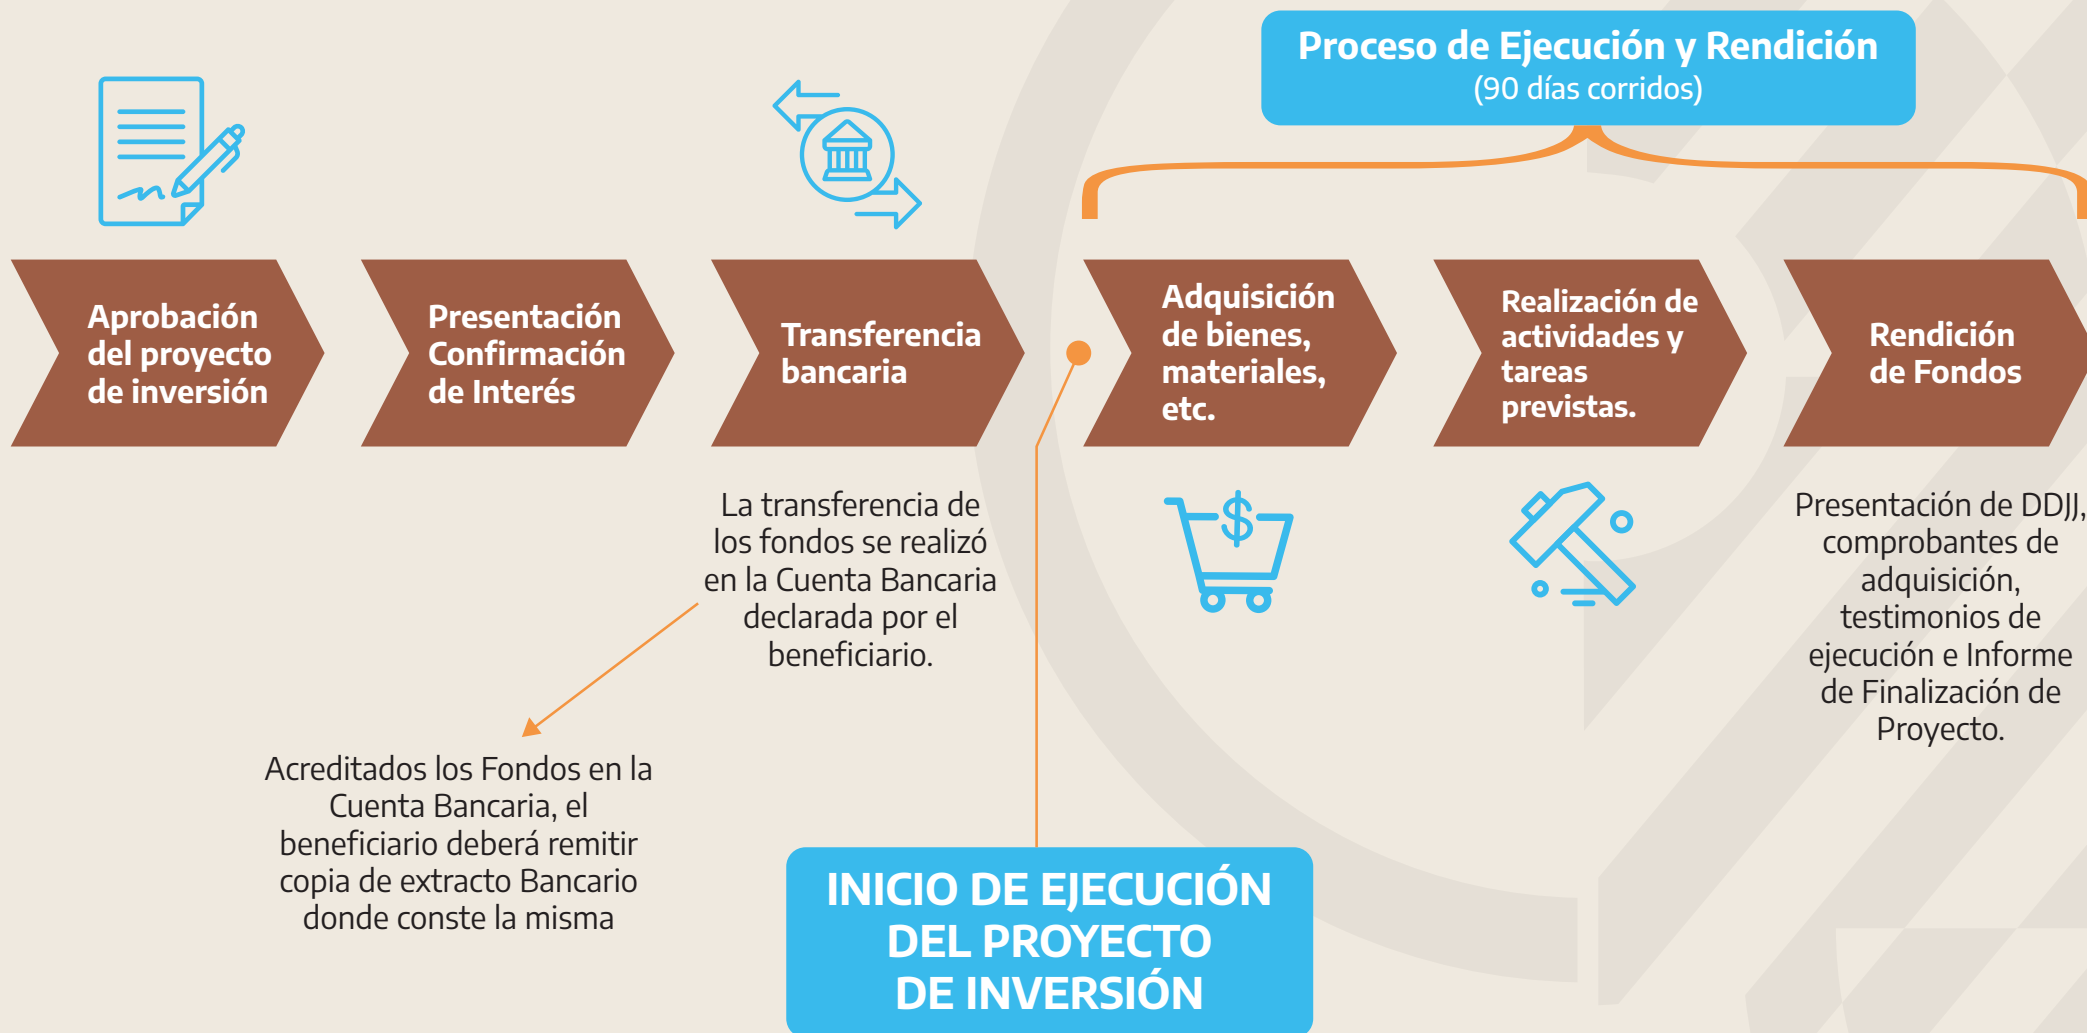 Proceso de Ejecución y Rendición
(90 días corridos)
Aprobación
del proyecto
de inversión
Presentación
Confirmación
de Interés
Transferencia
bancaria
Adquisición
de bienes,
materiales,
etc.
Realización de
actividades y
tareas
previstas.
Rendición
de Fondos
La transferencia de
los fondos se realizó
en la Cuenta Bancaria
declarada por el
beneficiario.
$
Presentación de DDJJ,
comprobantes de
adquisición,
testimonios de
ejecución e Informe
de Finalización de
Proyecto.
Acreditados los Fondos en la
Cuenta Bancaria, el
beneficiario deberá remitir
copia de extracto Bancario
donde conste la misma
INICIO DE EJECUCIÓN
DEL PROYECTO
DE INVERSIÓN